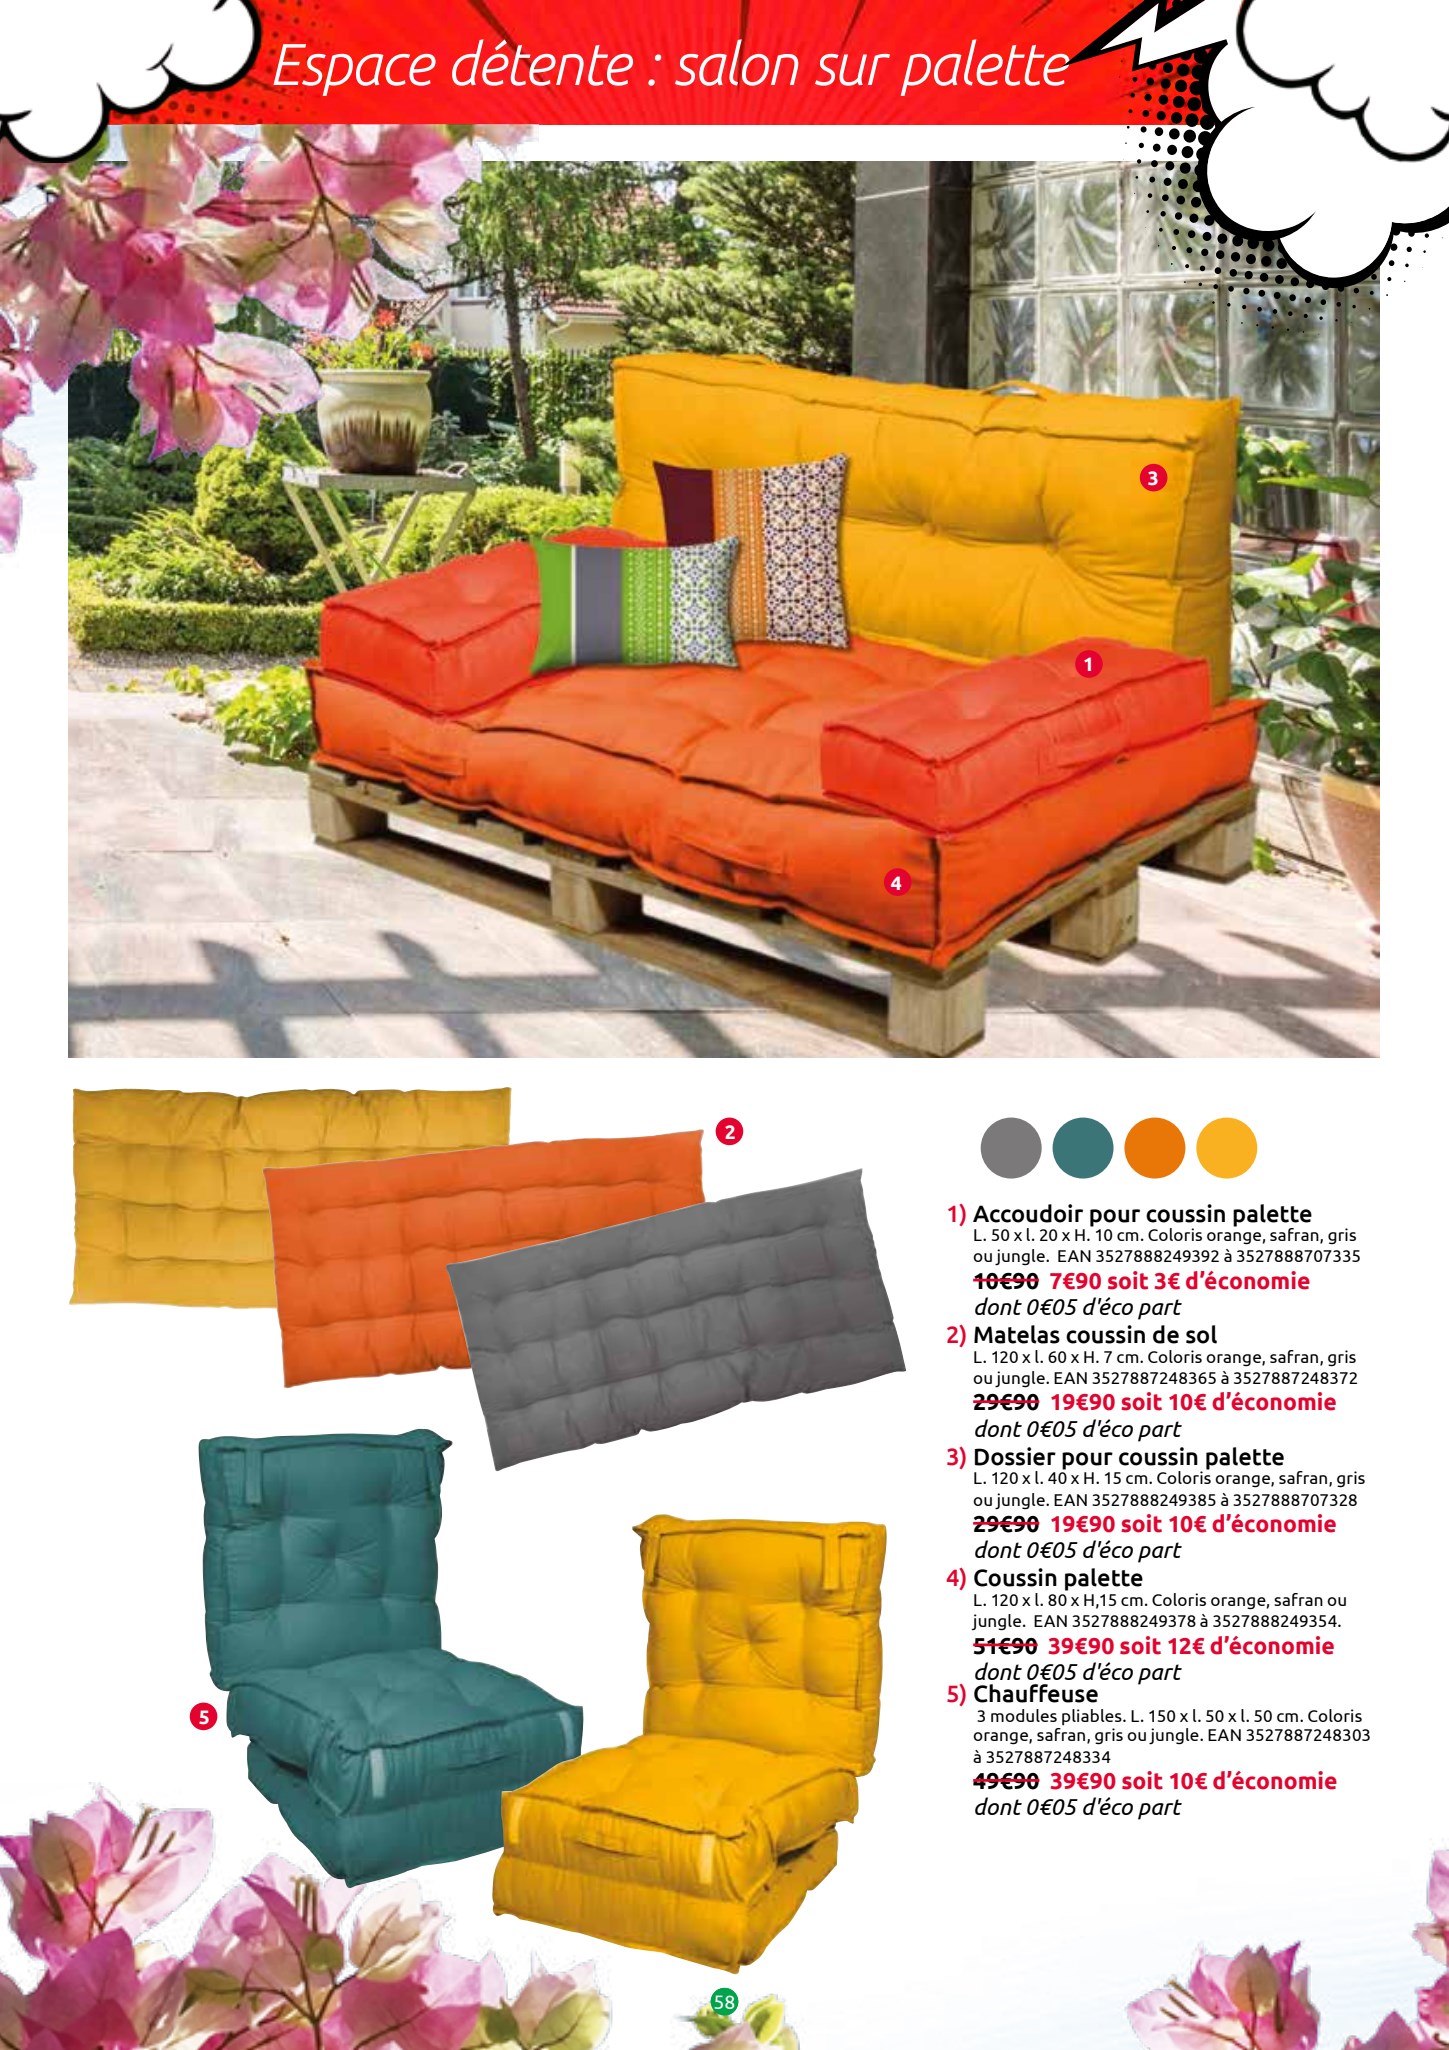 Espace détente : salon sur palette
3
1
4
2
1) Accoudoir pour coussin palette
L. 50 x l. 20 x H. 10 cm. Coloris orange, safran, gris
ou jungle. EAN 3527888249392 à 3527888707335
10€90 7€90 soit 3€ d’économie
dont 0€05 d'éco part
2) Matelas coussin de sol
L. 120 x l. 60 x H. 7 cm. Coloris orange, safran, gris
ou jungle. EAN 3527887248365 à 3527887248372
29€90 19€90 soit 10€ d’économie
dont 0€05 d'éco part
3) Dossier pour coussin palette
L. 120 x l. 40 x H. 15 cm. Coloris orange, safran, gris
ou jungle. EAN 3527888249385 à 3527888707328
29€90 19€90 soit 10€ d’économie
dont 0€05 d'éco part
4) Coussin palette
L. 120 x l. 80 x H,15 cm. Coloris orange, safran ou
jungle. EAN 3527888249378 à 3527888249354.
51€90 39€90 soit 12€ d’économie
dont 0€05 d'éco part
5) Chauffeuse
3 modules pliables. L. 150 x l. 50 x l. 50 cm. Coloris
orange, safran, gris ou jungle. EAN 3527887248303
à 3527887248334
49€90 39€90 soit 10€ d’économie
dont 0€05 d'éco part
5
58